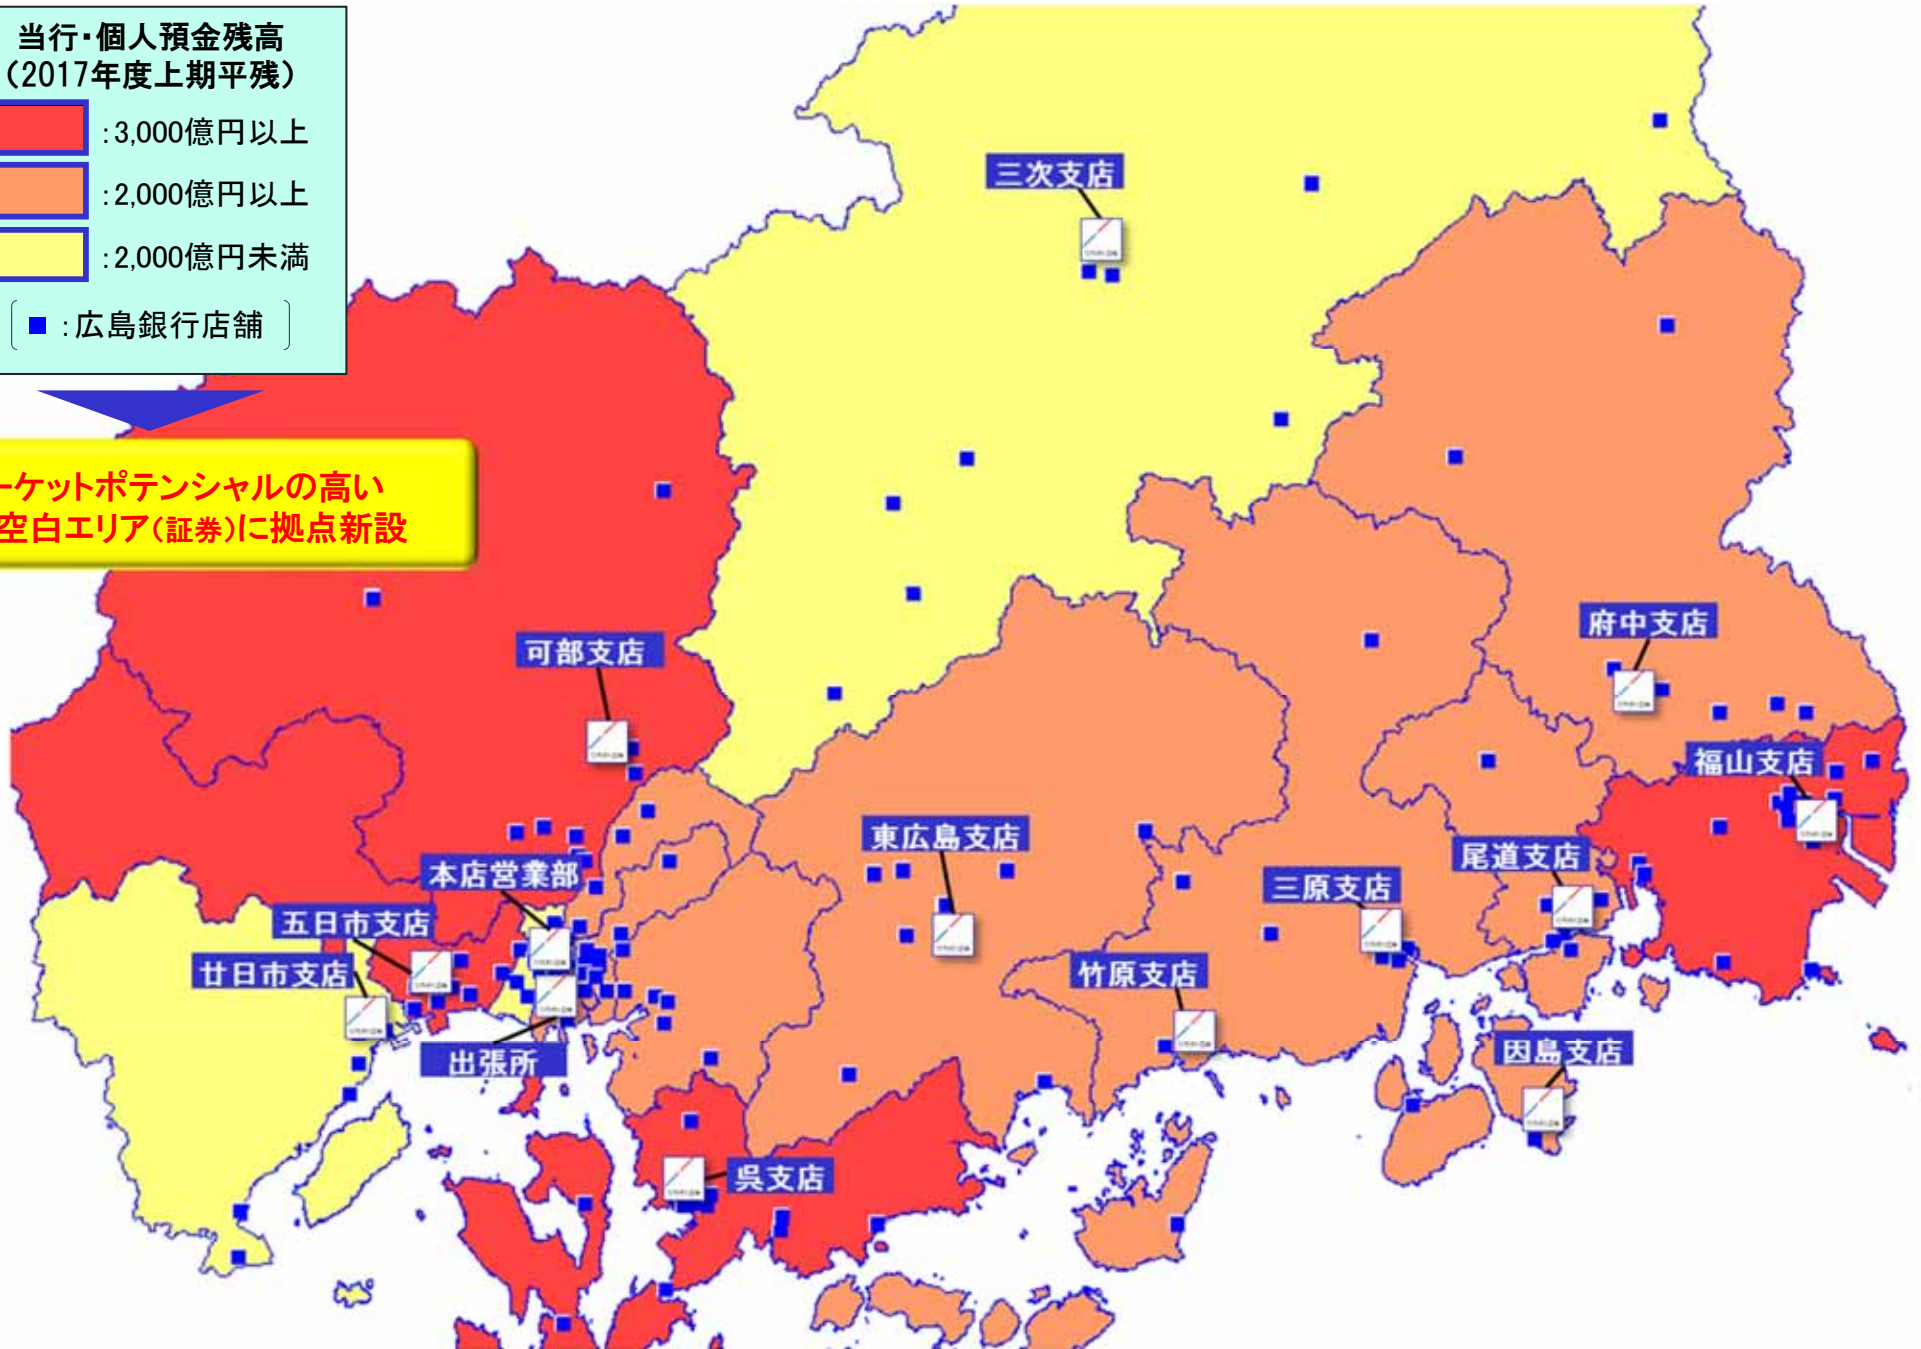 当行・個人預金残高
（2017年度上期平残）
：3,000億円以上
：2,000億円以上
：2,000億円未満
■：広島銀行店舗
ーケットポテンシャルの高い
空白エリア（証券）に拠点新設
三次支店
可部支店
府中支店
福山支店
東広島支店
尾道支店
本店営業部
三原支店
五日市支店
廿日市支店
竹原支店
出張所
因島支店
呉支店